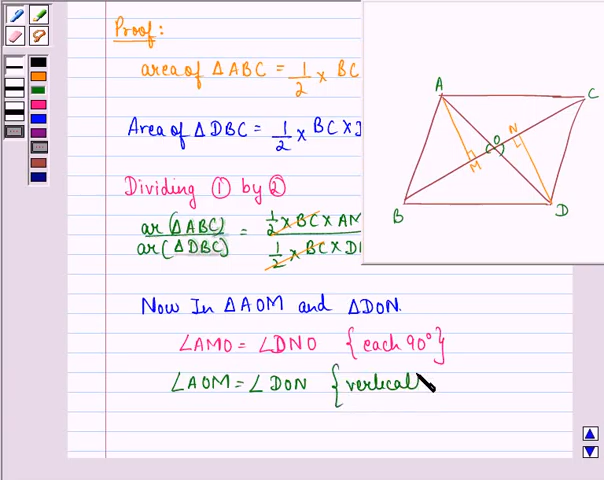 Proof:
area of ΔABC = 1/2 × BC
Area of ΔDBC = 1/2 × BC × D
Dividing ① by ②
ar (ΔABC) / ar (ΔDBC) = 1/2 × BC × AM / 1/2 × BC × D
Now In ΔAOM and ΔDON.
∠AMO = ∠DNO {each 90°}
∠AOM = ∠DON {vertical
A
C
N
O
M
B
D